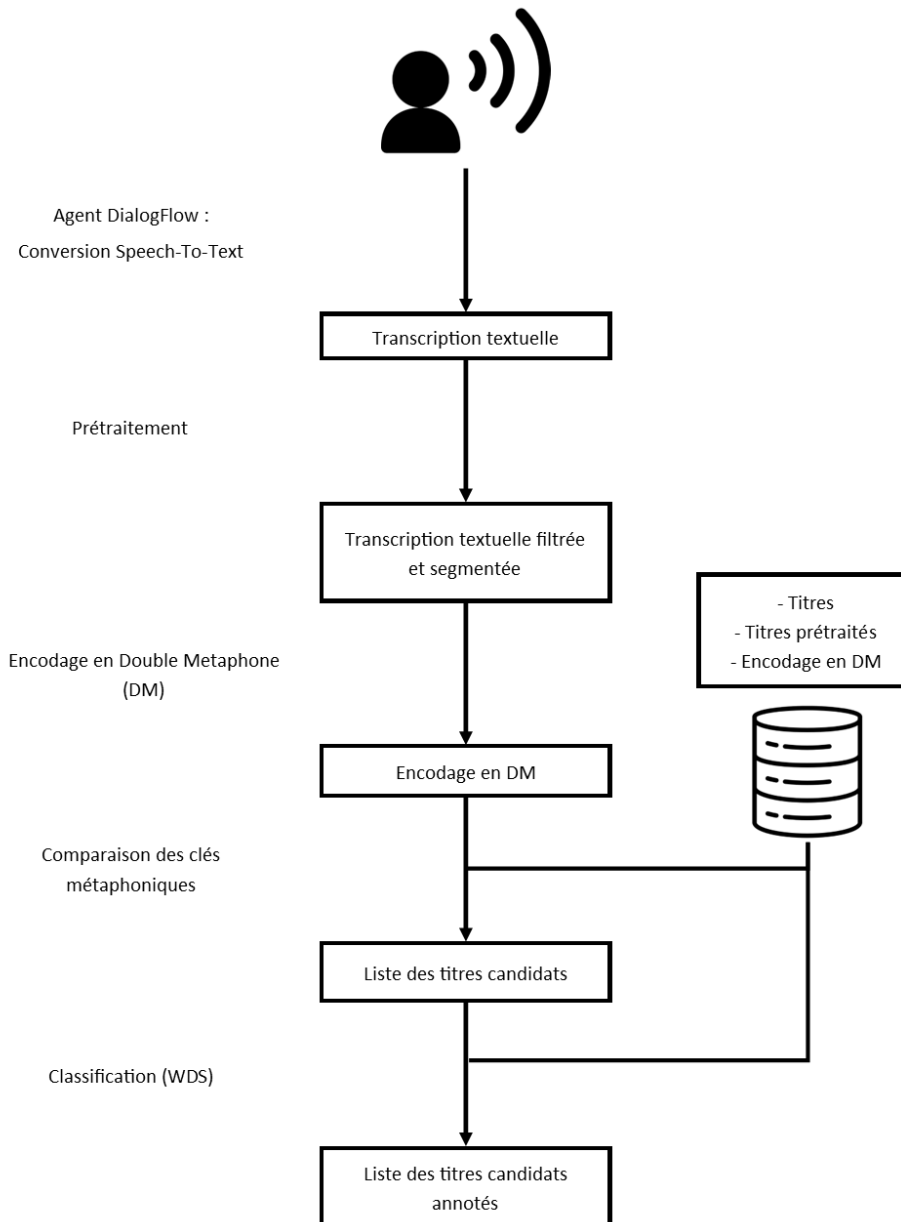 Agent DialogFlow :
Conversion Speech-To-Text
Transcription textuelle
Prétraitement
Transcription textuelle filtrée
et segmentée
- Titres
- Titres prétraités
- Encodage en DM
Encodage en Double Metaphone
(DM)
Encodage en DM
Comparaison des clés
métaphoniques
Liste des titres candidats
Classification (WDS)
Liste des titres candidats
annotés